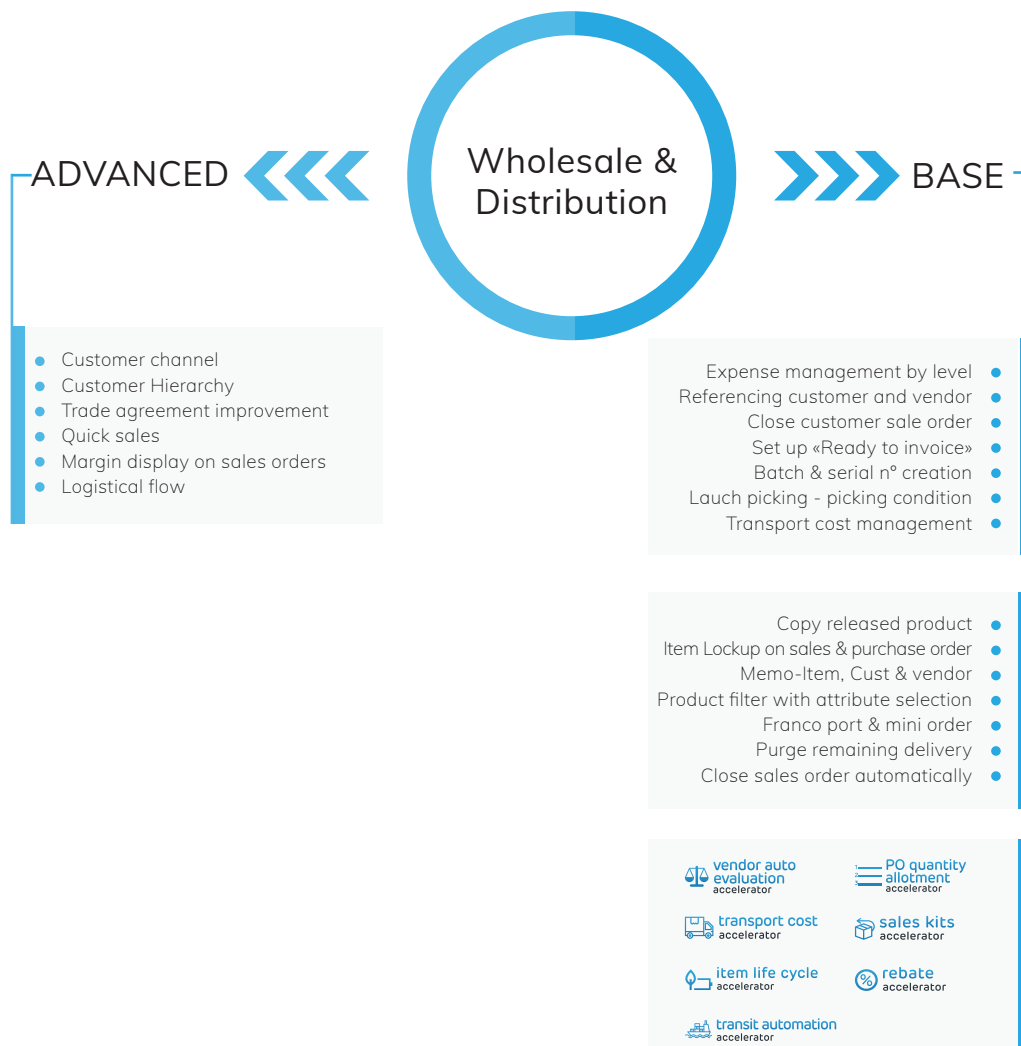 Wholesale &
Distribution
ADVANCED
BASE
Customer channel
Customer Hierarchy
Trade agreement improvement
Quick sales
Margin display on sales orders
Logistical flow
Expense management by level
Referencing customer and vendor
Close customer sale order
Set up «Ready to invoice»
Batch & serial n° creation
Lauch picking - picking condition
Transport cost management
Copy released product
Item Lockup on sales & purchase order
Memo-Item, Cust & vendor
Product filter with attribute selection
Franco port & mini order
Purge remaining delivery
Close sales order automatically
vendor auto
evaluation
accelerator
1
2
3
PO quantity
allotment
accelerator
transport cost
accelerator
sales kits
accelerator
item life cycle
accelerator
%
rebate
accelerator
transit automation
accelerator